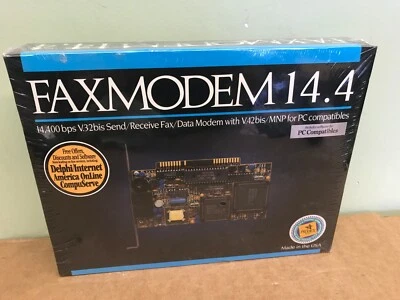 FAXMODEM 14.4
14,400 bps V.32bis Send/Receive Fax/Data Modem with V.42bis/MNP for PC compatibles
PC Compatibles
Free Offers,
Discounts and Software
Delphi/Internet
America OnLine
CompuServe
Made in the USA